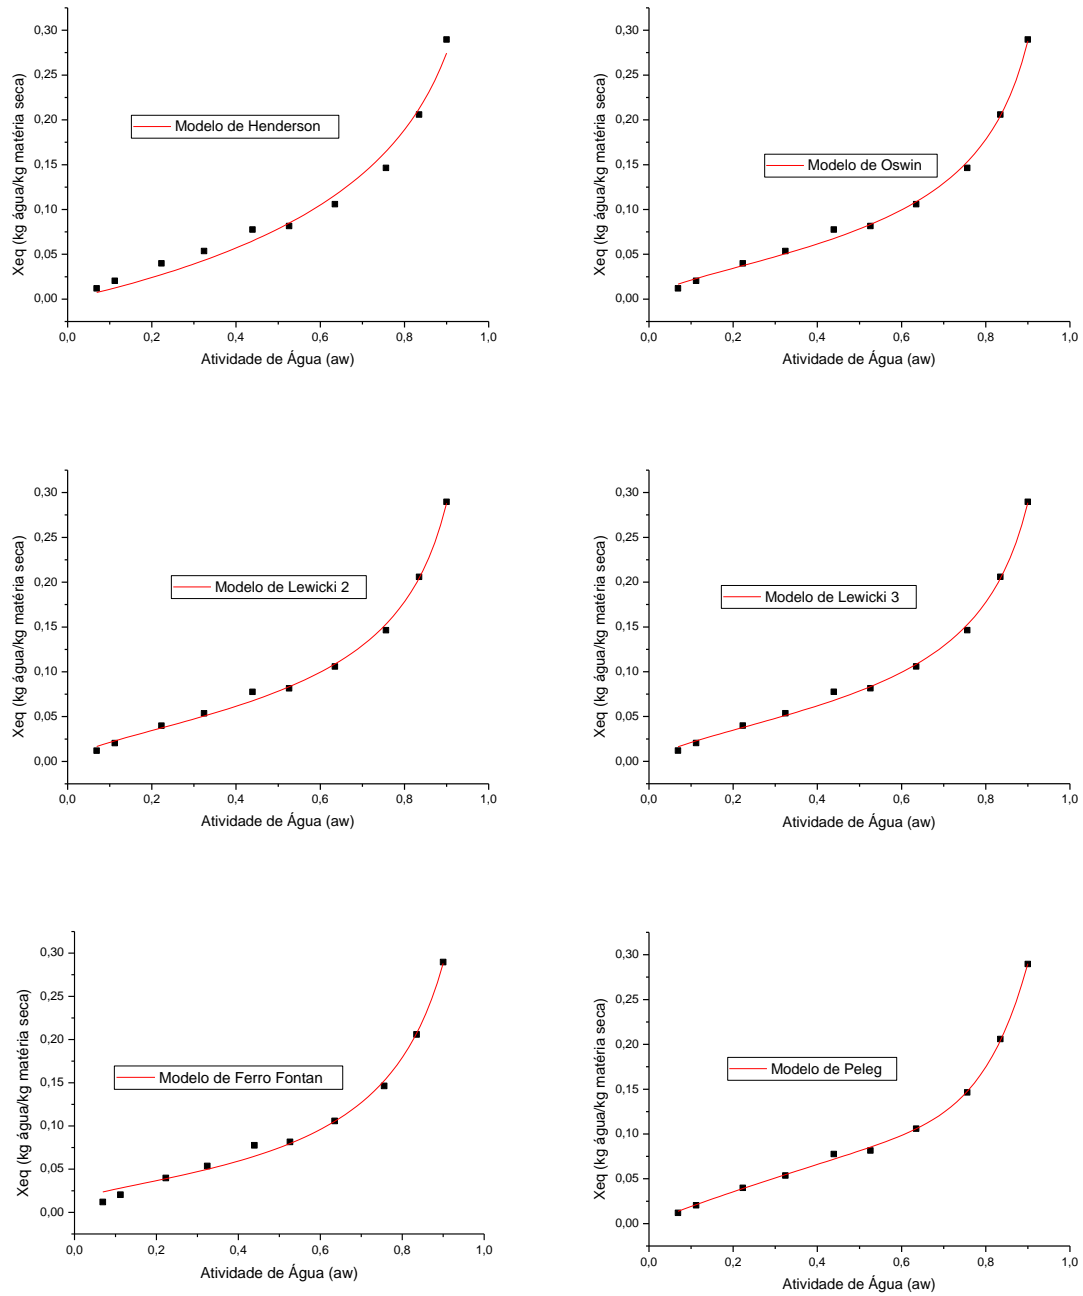 0,30
0,25
0,20
0,15
0,10
0,05
0,00
Xeq (kg água/kg matéria seca)
Modelo de Henderson
0,0 0,2 0,4 0,6 0,8 1,0
Atividade de Água (aw)
0,30
0,25
0,20
0,15
0,10
0,05
0,00
Xeq (kg água/kg matéria seca)
Modelo de Oswin
0,0 0,2 0,4 0,6 0,8 1,0
Atividade de Água (aw)
0,30
0,25
0,20
0,15
0,10
0,05
0,00
Xeq (kg água/kg matéria seca)
Modelo de Lewicki 2
0,0 0,2 0,4 0,6 0,8 1,0
Atividade de Água (aw)
0,30
0,25
0,20
0,15
0,10
0,05
0,00
Xeq (kg água/kg matéria seca)
Modelo de Lewicki 3
0,0 0,2 0,4 0,6 0,8 1,0
Atividade de Água (aw)
0,30
0,25
0,20
0,15
0,10
0,05
0,00
Xeq (kg água/kg matéria seca)
Modelo de Ferro Fontan
0,0 0,2 0,4 0,6 0,8 1,0
Atividade de Água (aw)
0,30
0,25
0,20
0,15
0,10
0,05
0,00
Xeq (kg água/kg matéria seca)
Modelo de Peleg
0,0 0,2 0,4 0,6 0,8 1,0
Atividade de Água (aw)